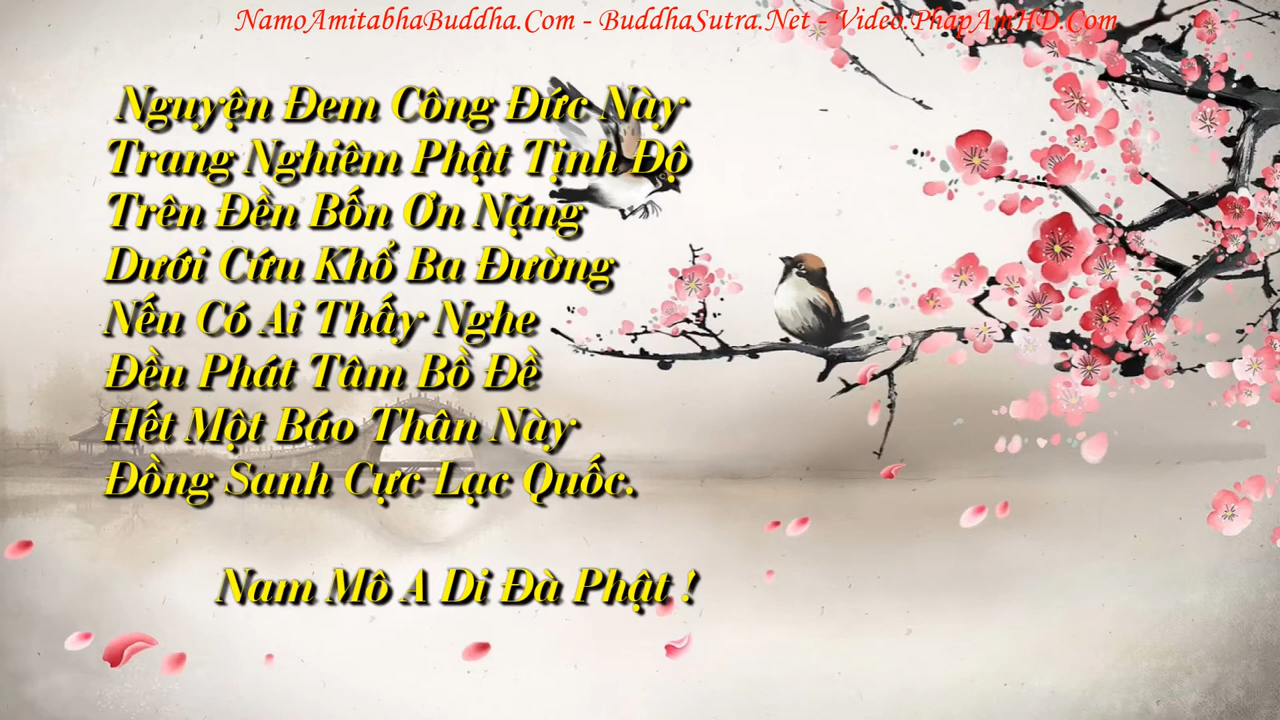 NamoAmitabhaBuddha.Com - BuddhaSutra.Net - Video.PhapAmHD.Com
Nguyện Đem Công Đức Này
Trang Nghiêm Phật Tịnh Độ
Trên Đền Bốn Ơn Nặng
Dưới Cứu Khổ Ba Đường
Nếu Có Ai Thấy Nghe
Đều Phát Tâm Bồ Đề
Hết Một Báo Thân Này
Đồng Sanh Cực Lạc Quốc.
Nam Mô A Di Đà Phật !